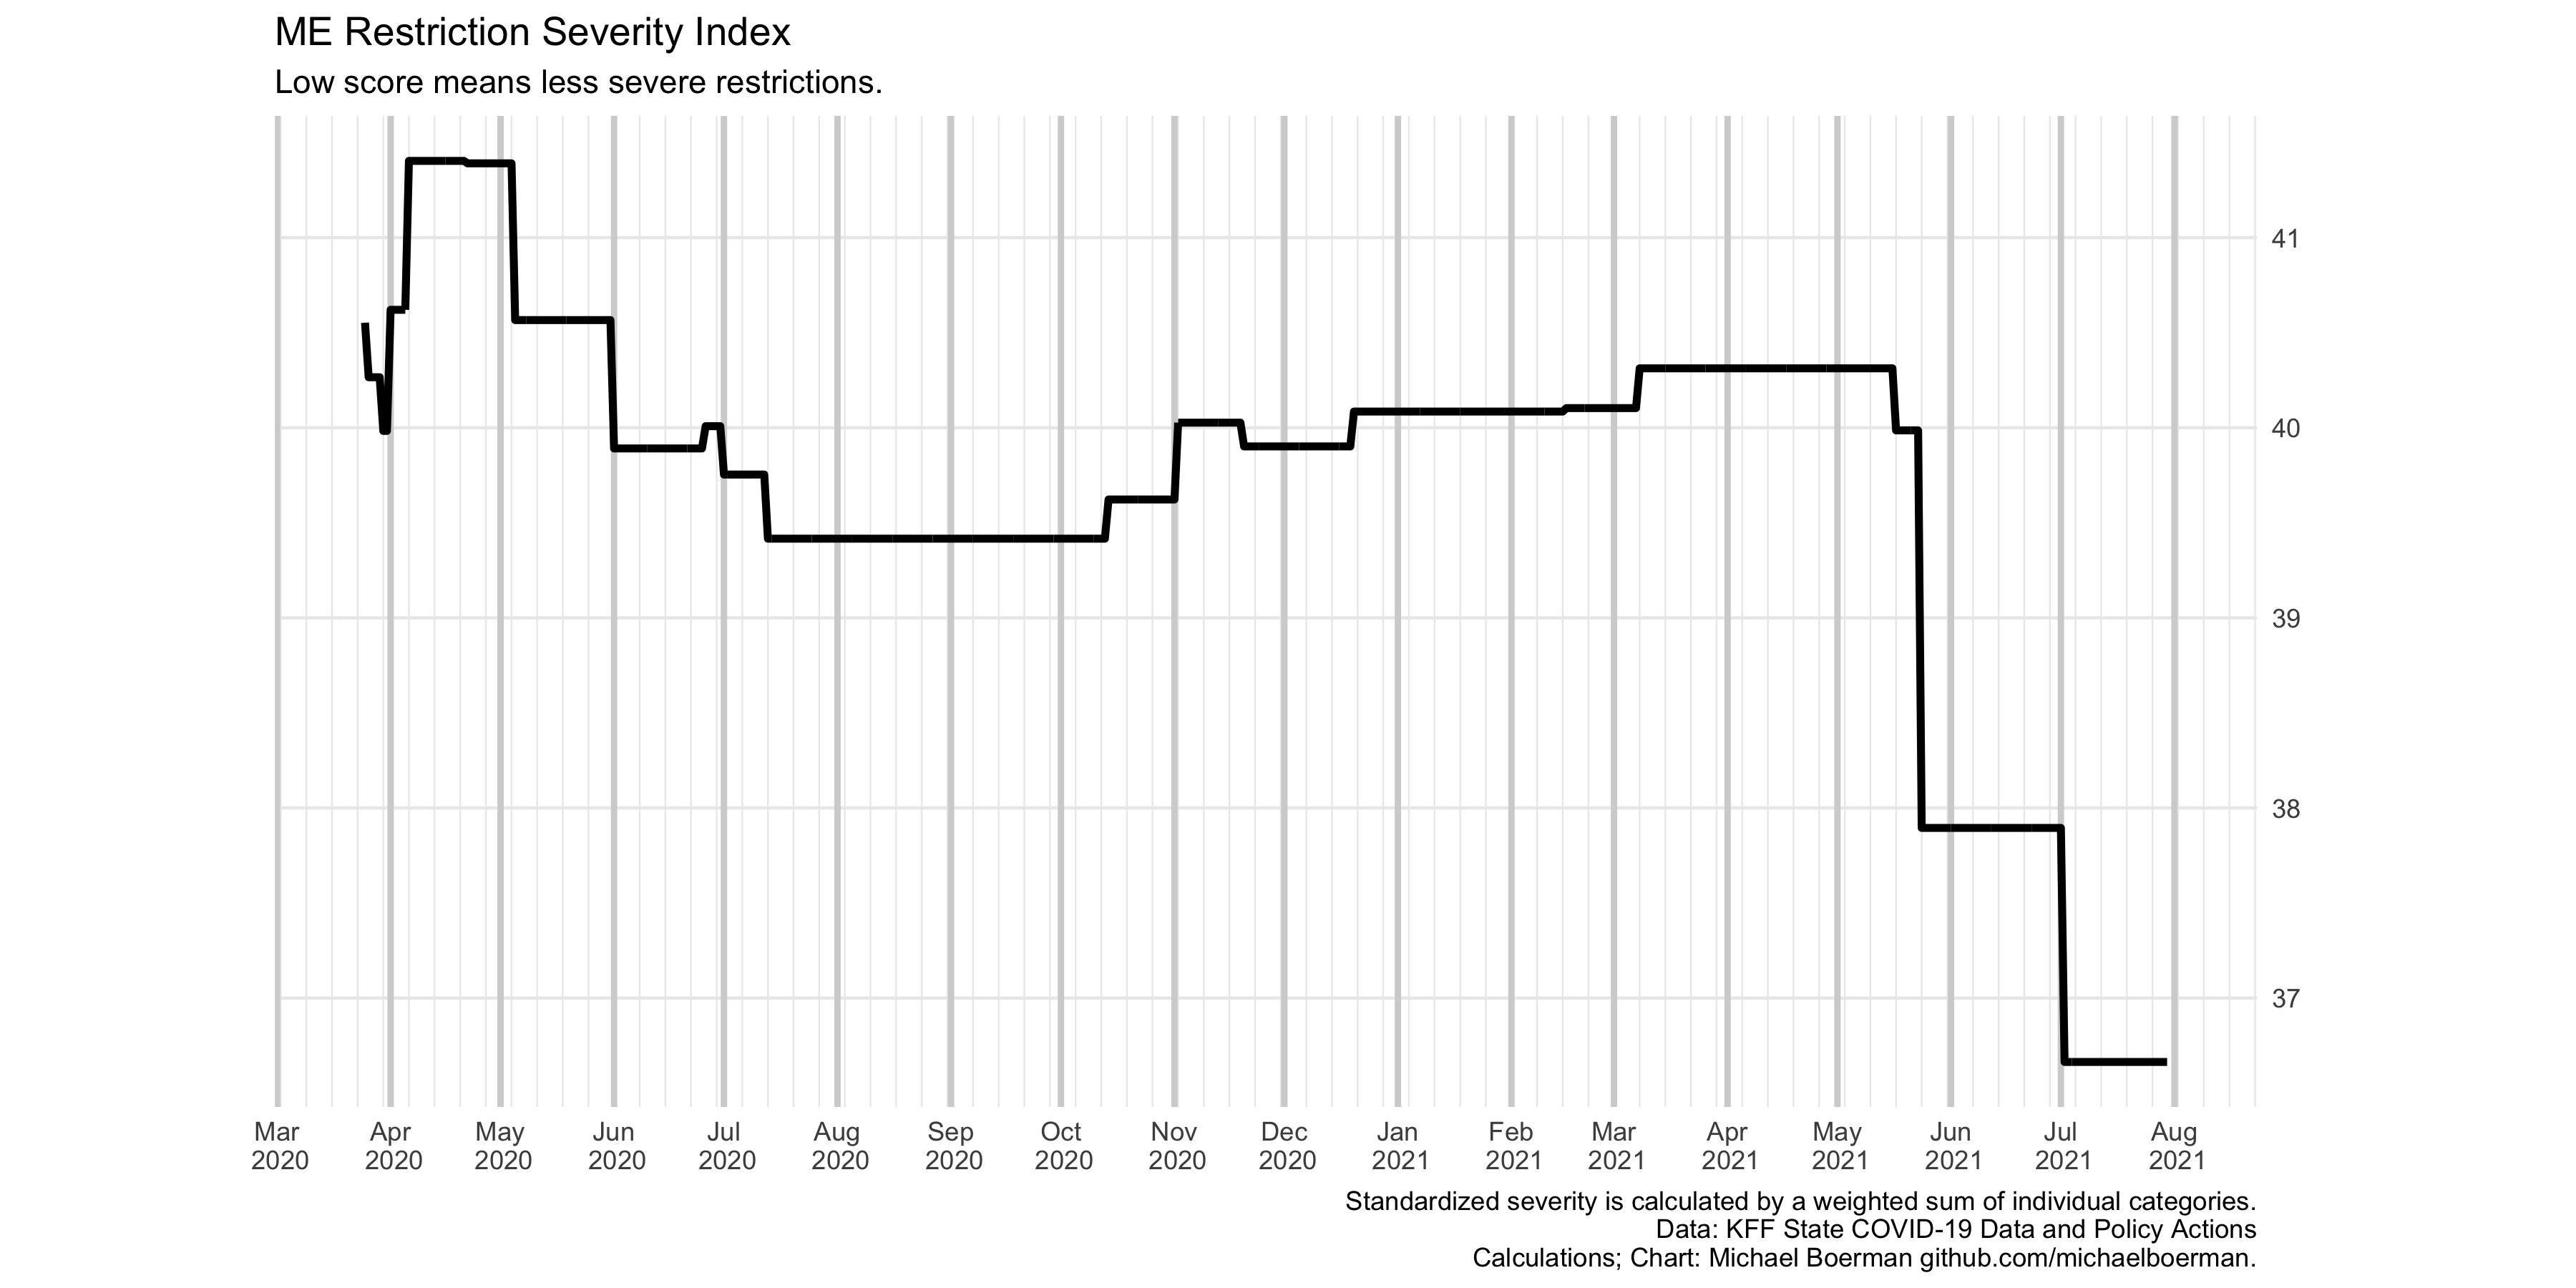 ME Restriction Severity Index
Low score means less severe restrictions.
41
40
39
38
37
Mar Apr May Jun Jul Aug Sep Oct Nov Dec Jan Feb Mar Apr May Jun Jul Aug
2020 2020 2020 2020 2020 2020 2020 2020 2020 2020 2021 2021 2021 2021 2021 2021 2021 2021
Standardized severity is calculated by a weighted sum of individual categories.
Data: KFF State COVID-19 Data and Policy Actions
Calculations; Chart: Michael Boerman github.com/michaelboerman.